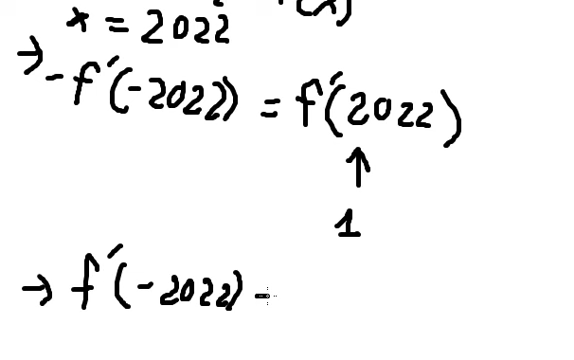 x = 2022
→ -f′(-2022) = f′(2022)
↑
1
→ f′(-2022) -